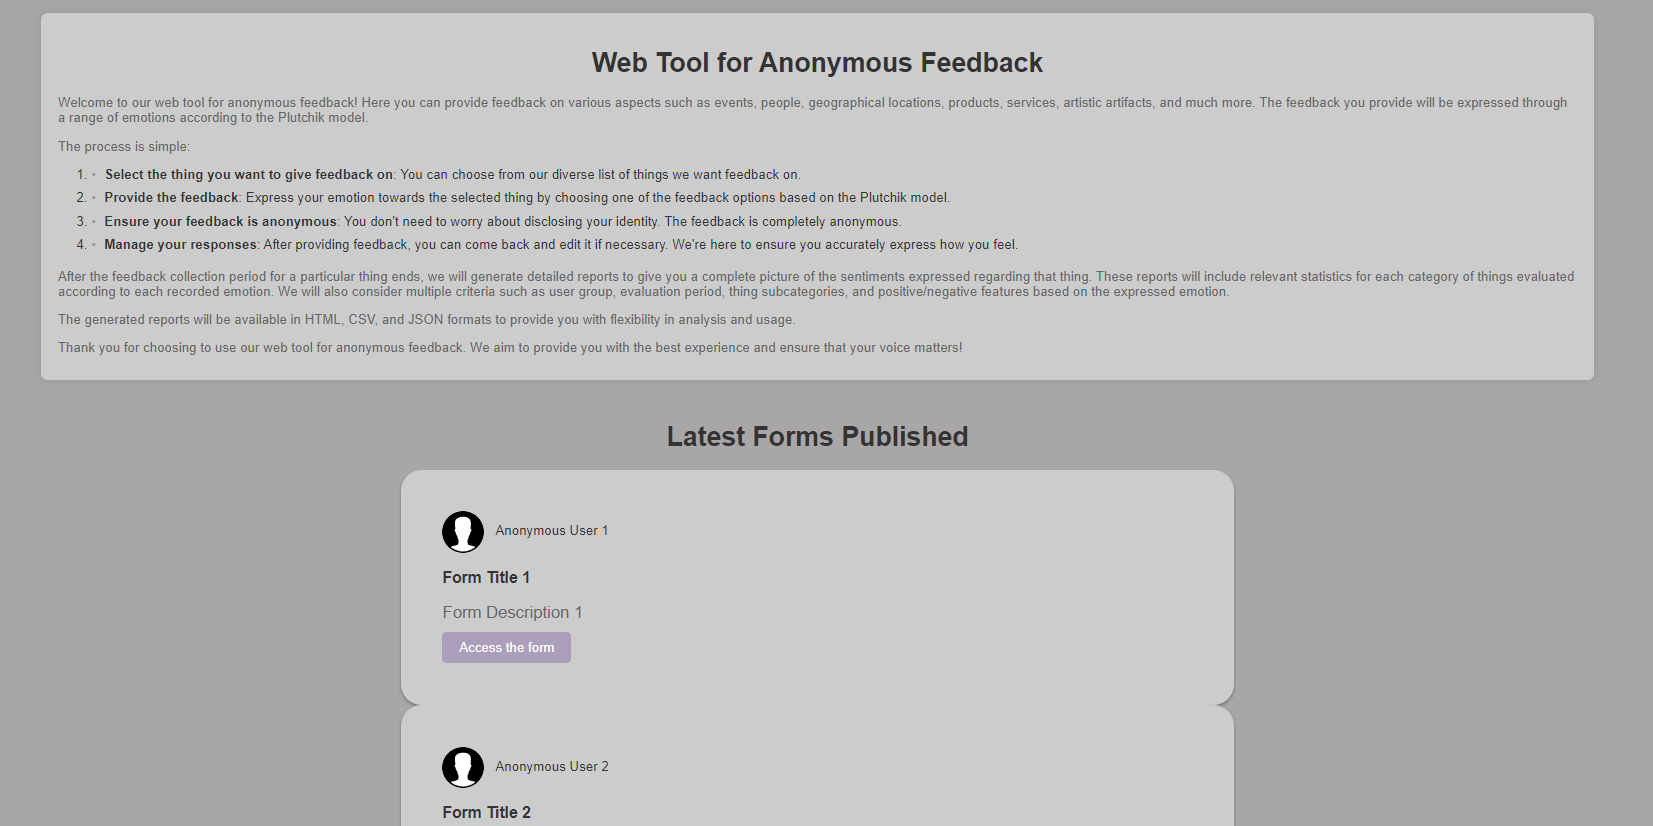 Web Tool for Anonymous Feedback
Welcome to our web tool for anonymous feedback! Here you can provide feedback on various aspects such as events, people, geographical locations, products, services, artistic artifacts, and much more. The feedback you provide will be expressed through
a range of emotions according to the Plutchik model.
The process is simple:
1. • Select the thing you want to give feedback on: You can choose from our diverse list of things we want feedback on.
2. • Provide the feedback: Express your emotion towards the selected thing by choosing one of the feedback options based on the Plutchik model.
3. • Ensure your feedback is anonymous: You don't need to worry about disclosing your identity. The feedback is completely anonymous.
4. • Manage your responses: After providing feedback, you can come back and edit it if necessary. We're here to ensure you accurately express how you feel.
After the feedback collection period for a particular thing ends, we will generate detailed reports to give you a complete picture of the sentiments expressed regarding that thing. These reports will include relevant statistics for each category of things evaluated
according to each recorded emotion. We will also consider multiple criteria such as user group, evaluation period, thing subcategories, and positive/negative features based on the expressed emotion.
The generated reports will be available in HTML, CSV, and JSON formats to provide you with flexibility in analysis and usage.
Thank you for choosing to use our web tool for anonymous feedback. We aim to provide you with the best experience and ensure that your voice matters!
Latest Forms Published
Anonymous User 1
Form Title 1
Form Description 1
Access the form
Anonymous User 2
Form Title 2